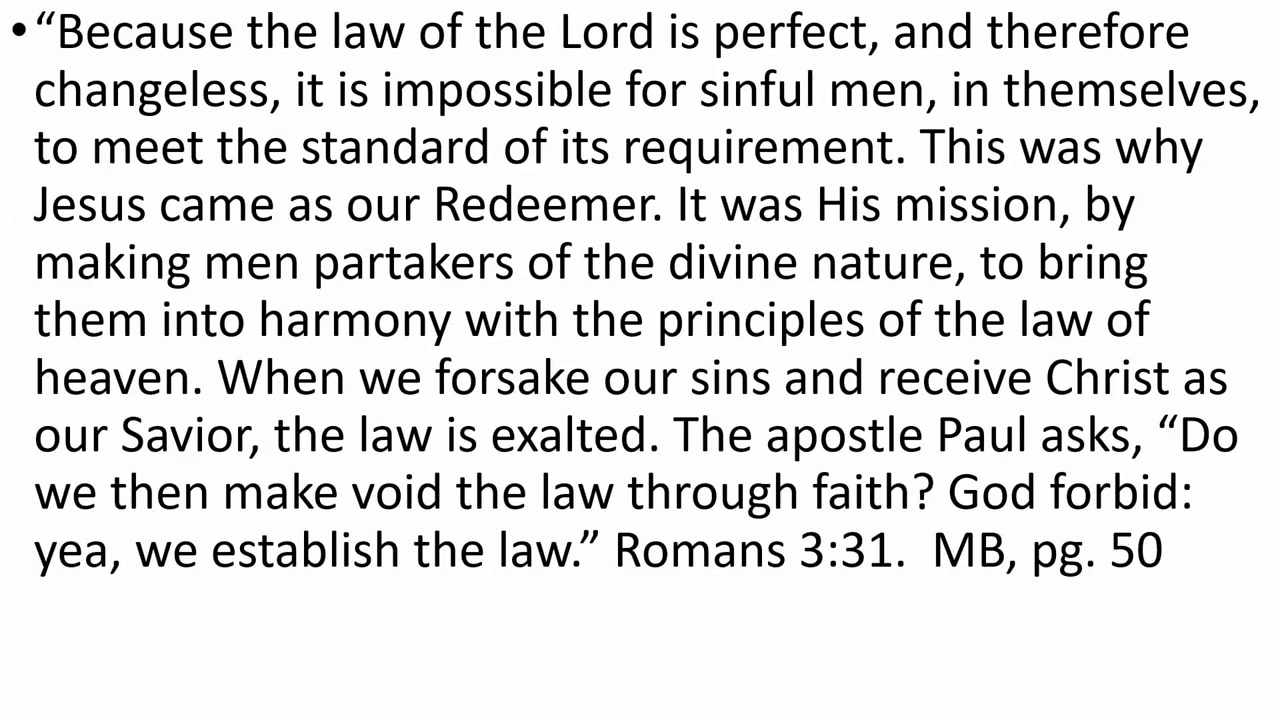 •“Because the law of the Lord is perfect, and therefore
changeless, it is impossible for sinful men, in themselves,
to meet the standard of its requirement. This was why
Jesus came as our Redeemer. It was His mission, by
making men partakers of the divine nature, to bring
them into harmony with the principles of the law of
heaven. When we forsake our sins and receive Christ as
our Savior, the law is exalted. The apostle Paul asks, “Do
we then make void the law through faith? God forbid:
yea, we establish the law.” Romans 3:31.  MB, pg. 50